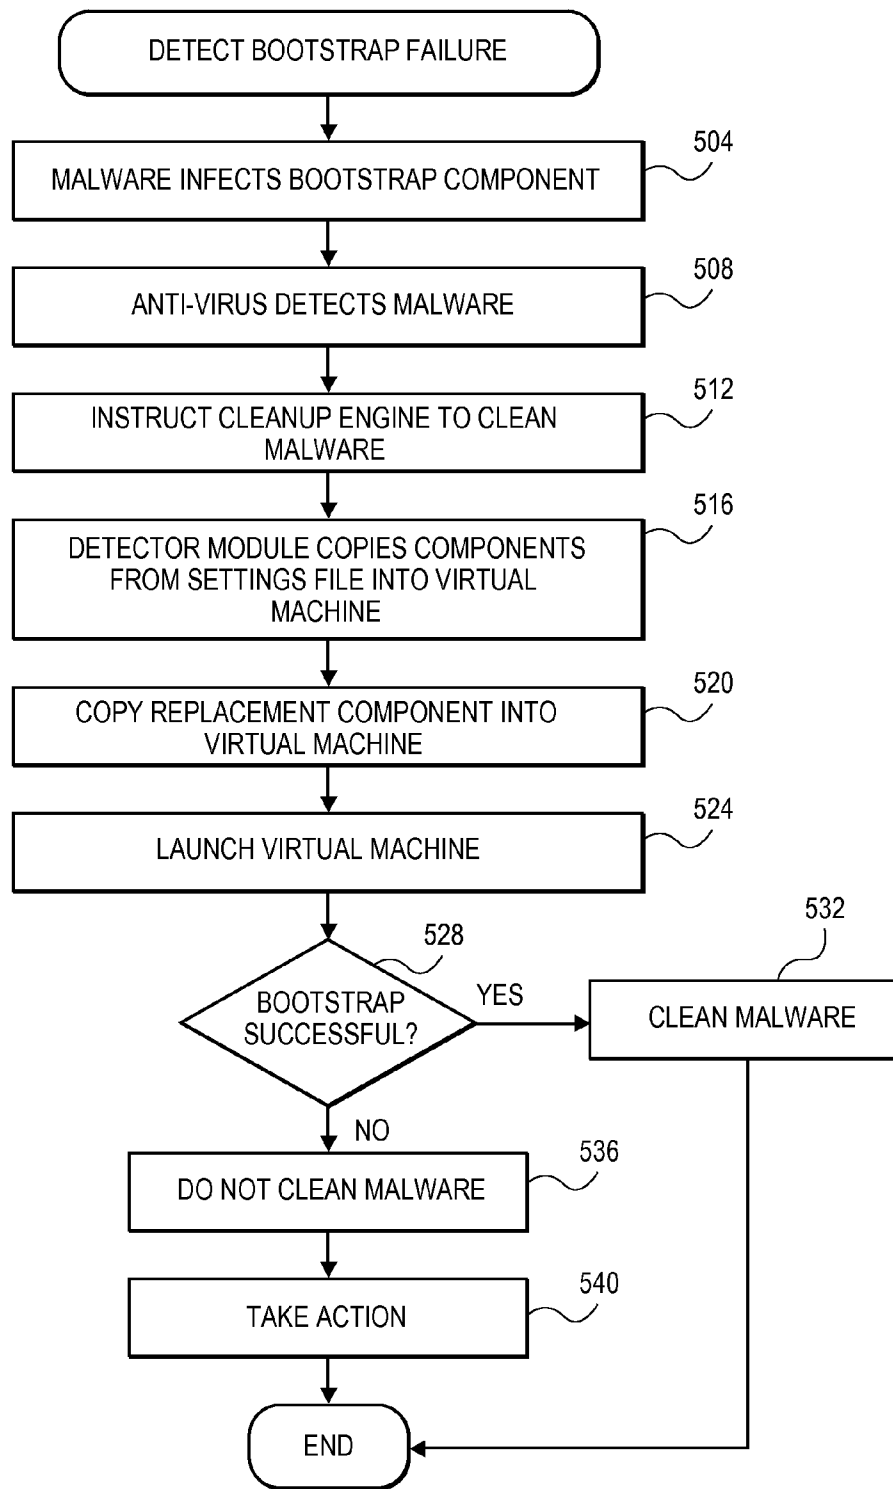 DETECT BOOTSTRAP FAILURE
504
MALWARE INFECTS BOOTSTRAP COMPONENT
508
ANTI-VIRUS DETECTS MALWARE
512
INSTRUCT CLEANUP ENGINE TO CLEAN
MALWARE
516
DETECTOR MODULE COPIES COMPONENTS
FROM SETTINGS FILE INTO VIRTUAL
MACHINE
520
COPY REPLACEMENT COMPONENT INTO
VIRTUAL MACHINE
524
LAUNCH VIRTUAL MACHINE
528
BOOTSTRAP
SUCCESSFUL?
YES
532
CLEAN MALWARE
NO
536
DO NOT CLEAN MALWARE
540
TAKE ACTION
END